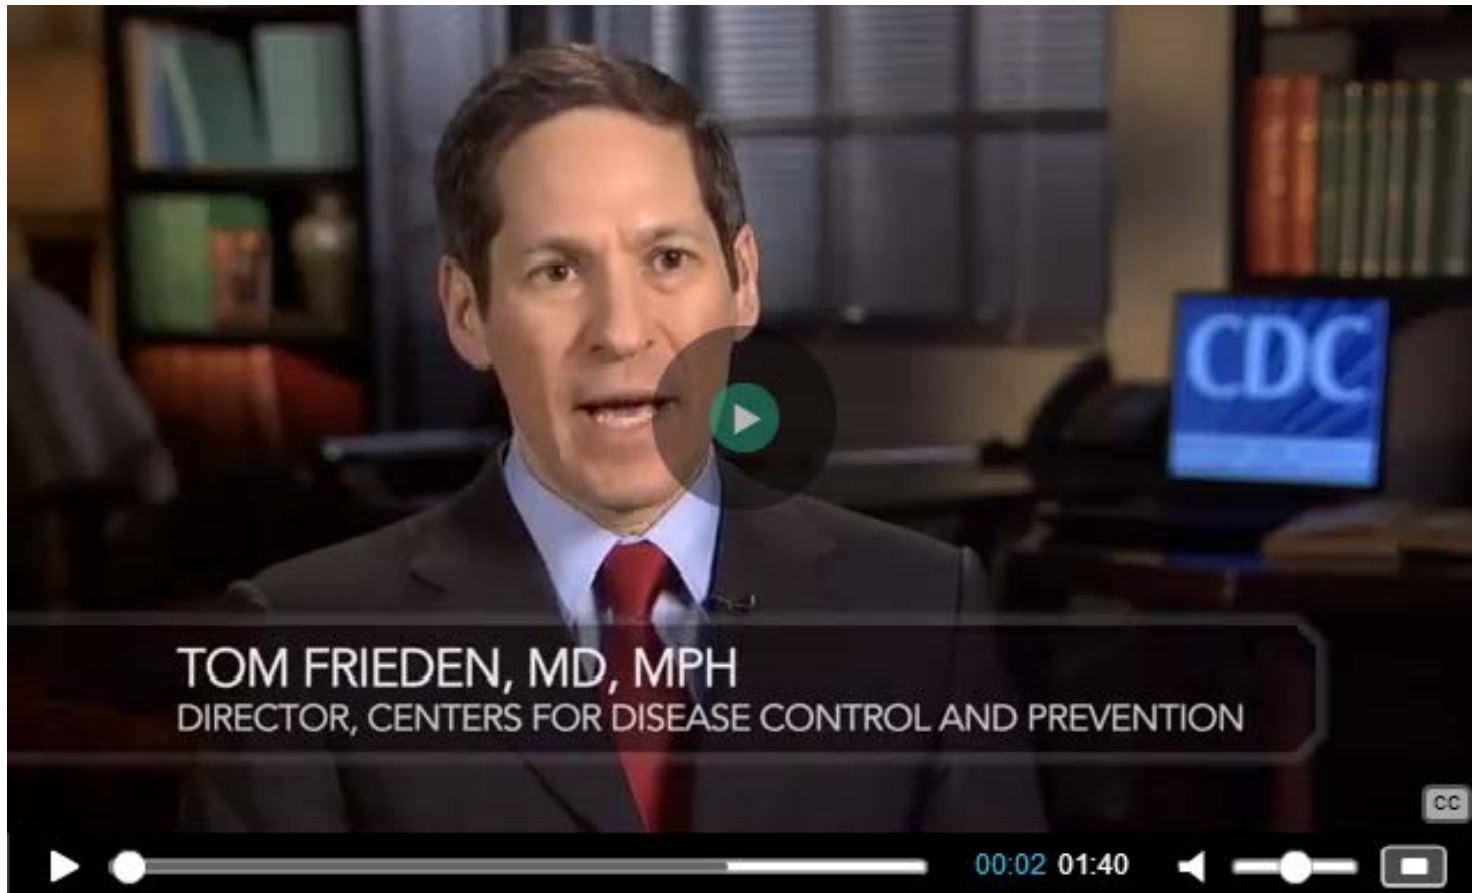 CDC
TOM FRIEDEN, MD, MPH
DIRECTOR, CENTERS FOR DISEASE CONTROL AND PREVENTION
CC
00:02 01:40